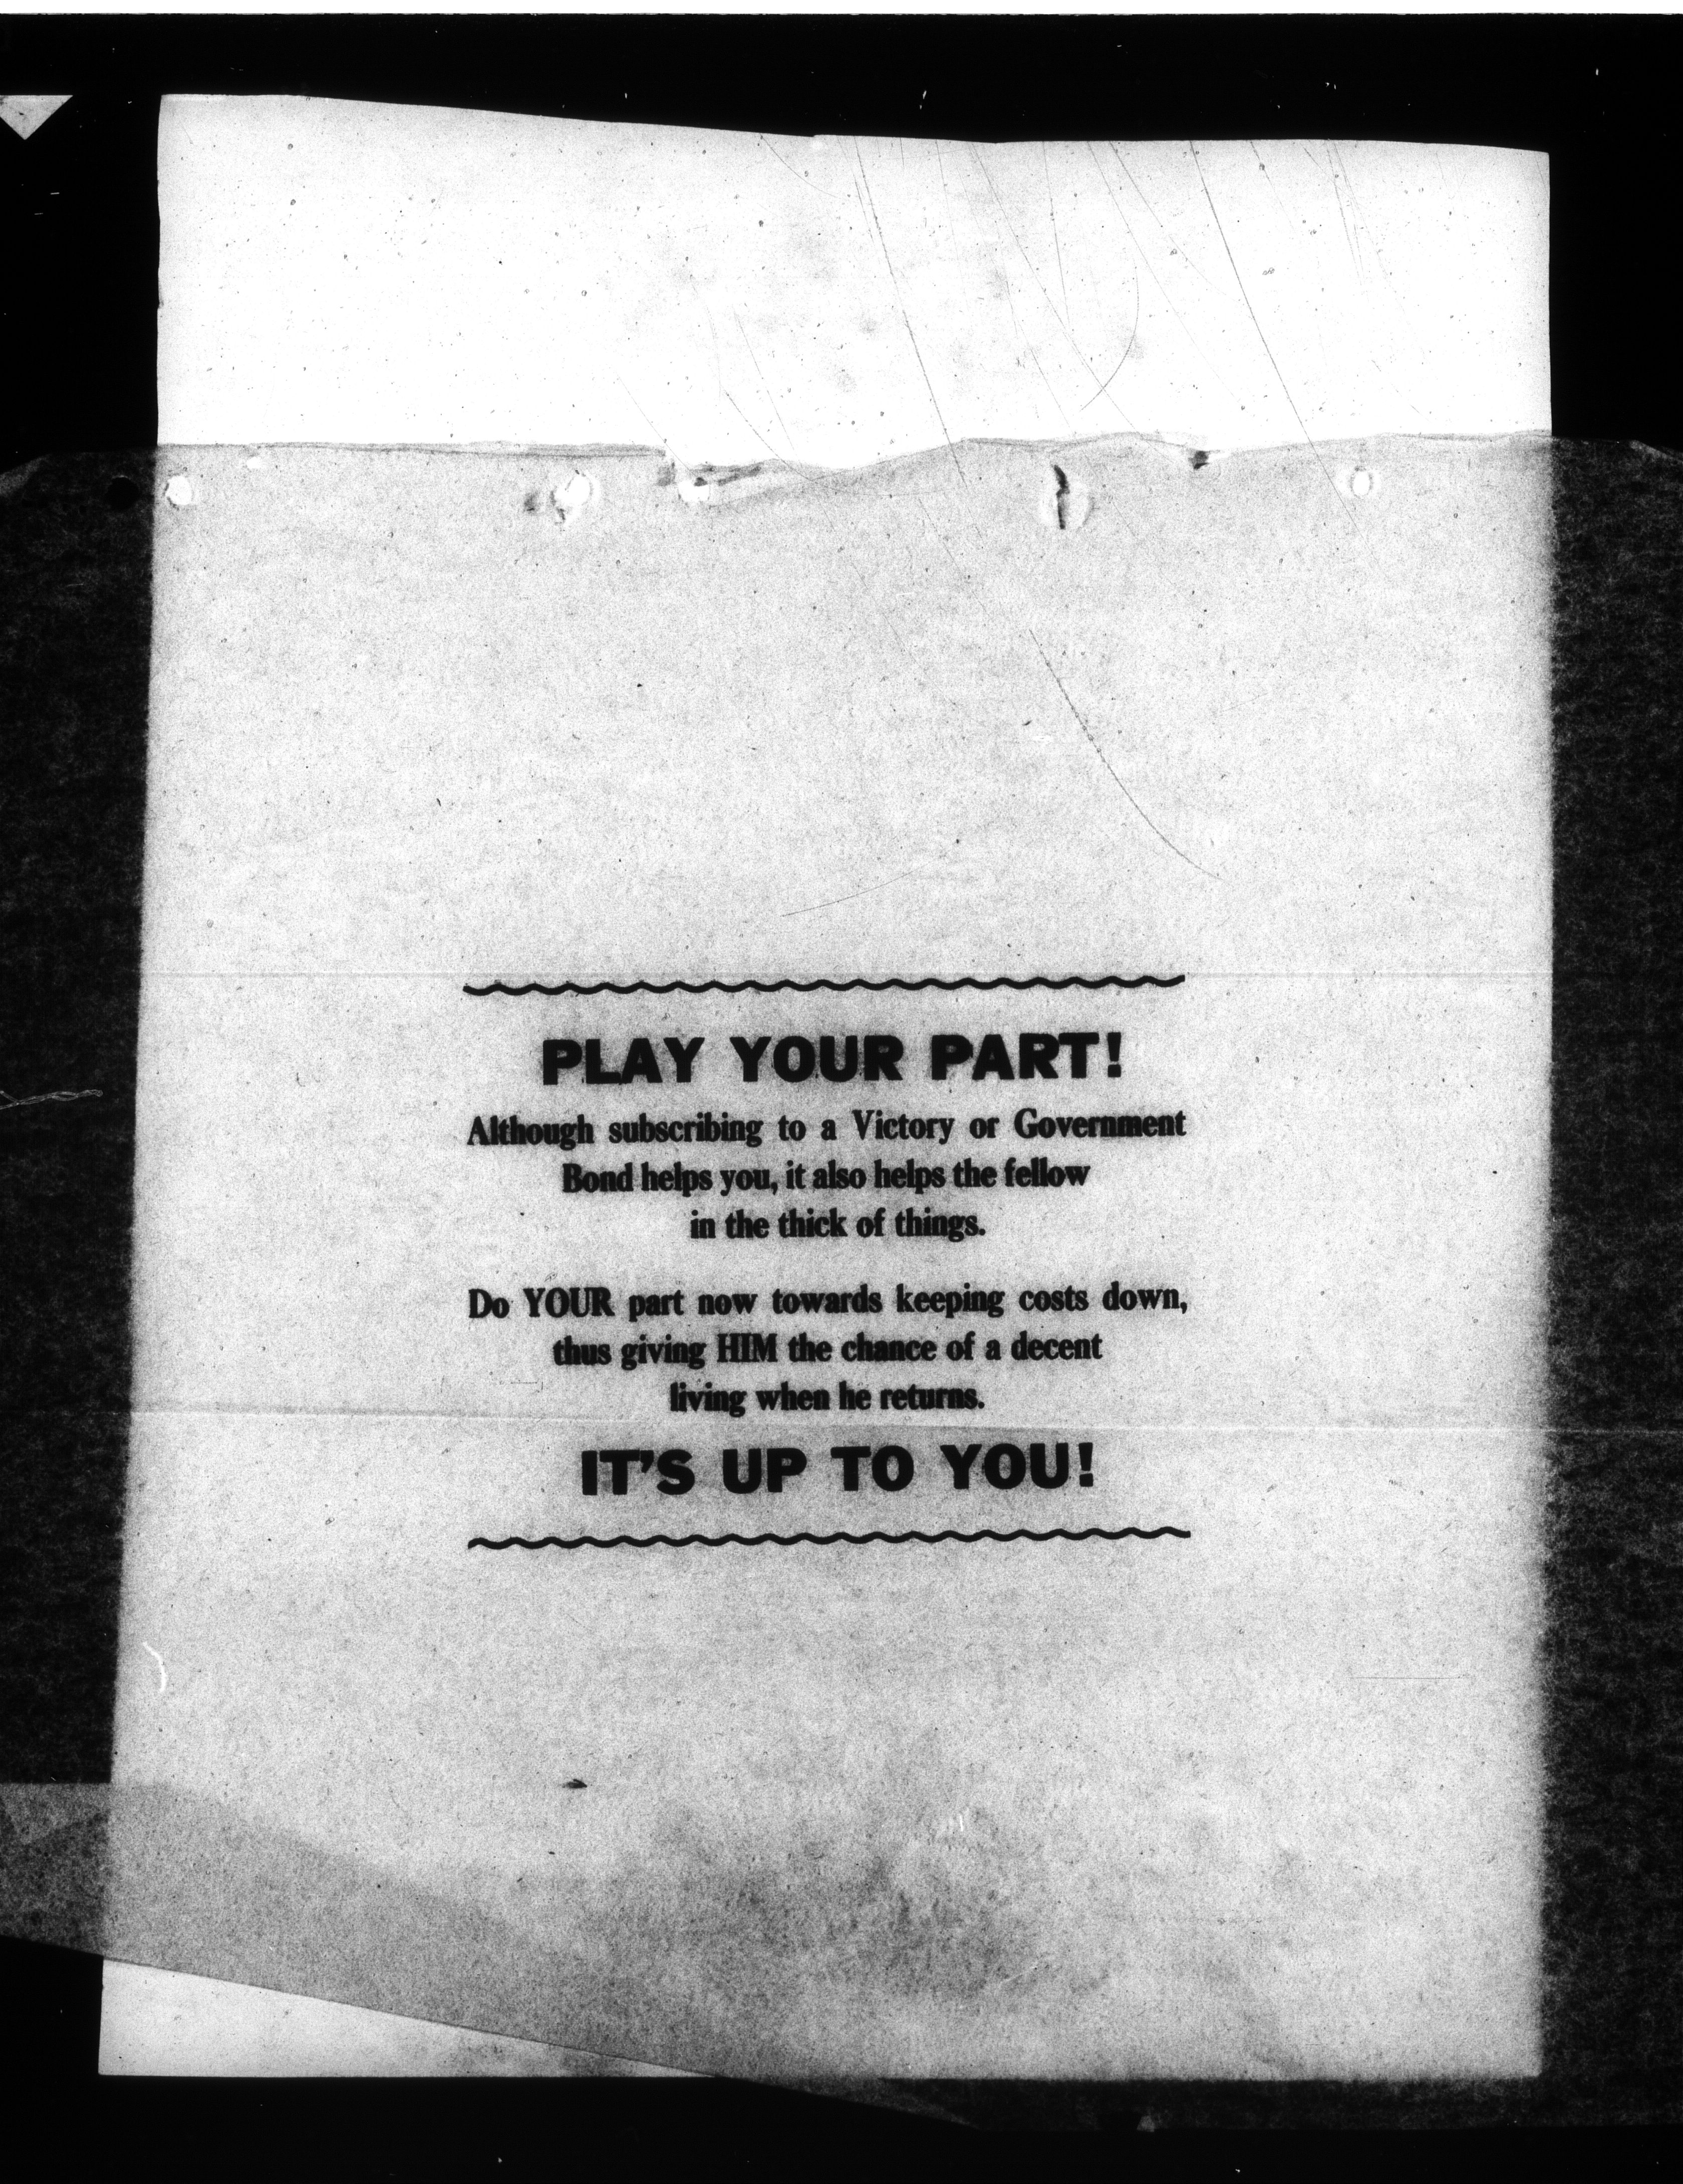 PLAY YOUR PART!
Although subscribing to a Victory or Government
Bond helps you, it also helps the fellow
in the thick of things.
Do YOUR part now towards keeping costs down,
thus giving HIM the chance of a decent
living when he returns.
IT'S UP TO YOU!